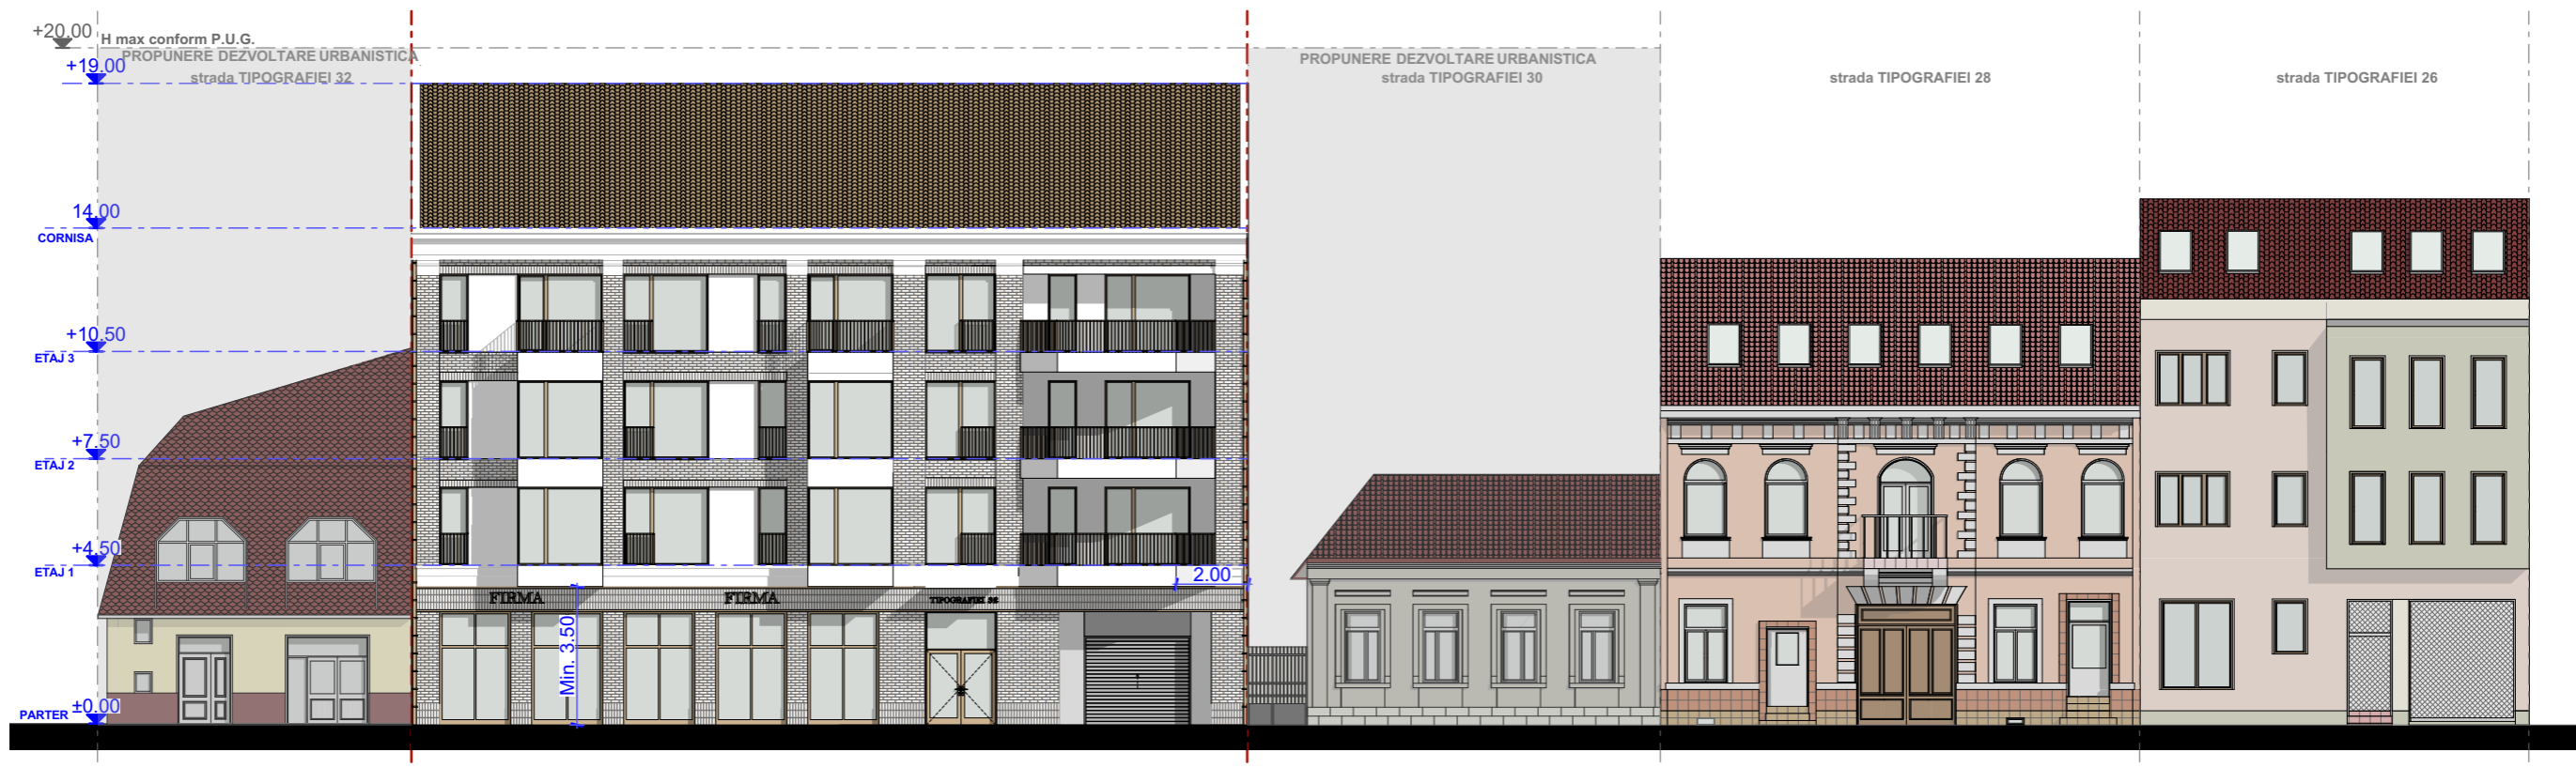 +20.00
H max conform P.U.G.
PROPUNERE DEZVOLTARE URBANISTICA
strada TIPOGRAFIEI 32
+19.00
PROPUNERE DEZVOLTARE URBANISTICA
strada TIPOGRAFIEI 30
strada TIPOGRAFIEI 28
strada TIPOGRAFIEI 26
14.00
CORNISA
+10.50
ETAJ 3
+7.50
ETAJ 2
+4.50
ETAJ 1
2.00
FIRMA
FIRMA
TIPOGRAFIEI 32
Min. 3.50
±0.00
PARTER